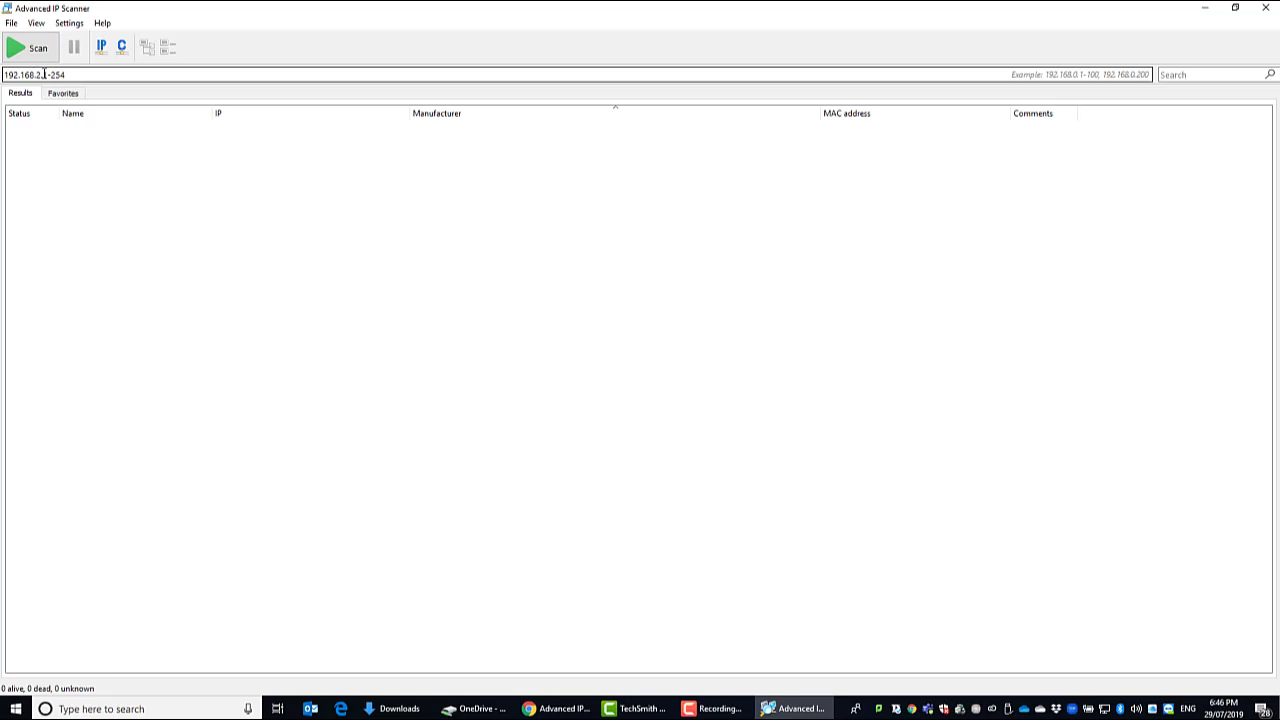 Advanced IP Scanner
File View Settings Help
Scan IP C
192.168.2.1-254 Example: 192.168.0.1-100, 192.168.0.200 Search
Results Favorites
Status Name IP Manufacturer MAC address Comments
0 alive, 0 dead, 0 unknown
Type here to search Downloads OneDrive - ... Advanced IP... TechSmith ... Recording... Advanced I... ENG 6:46 PM
29/07/2019